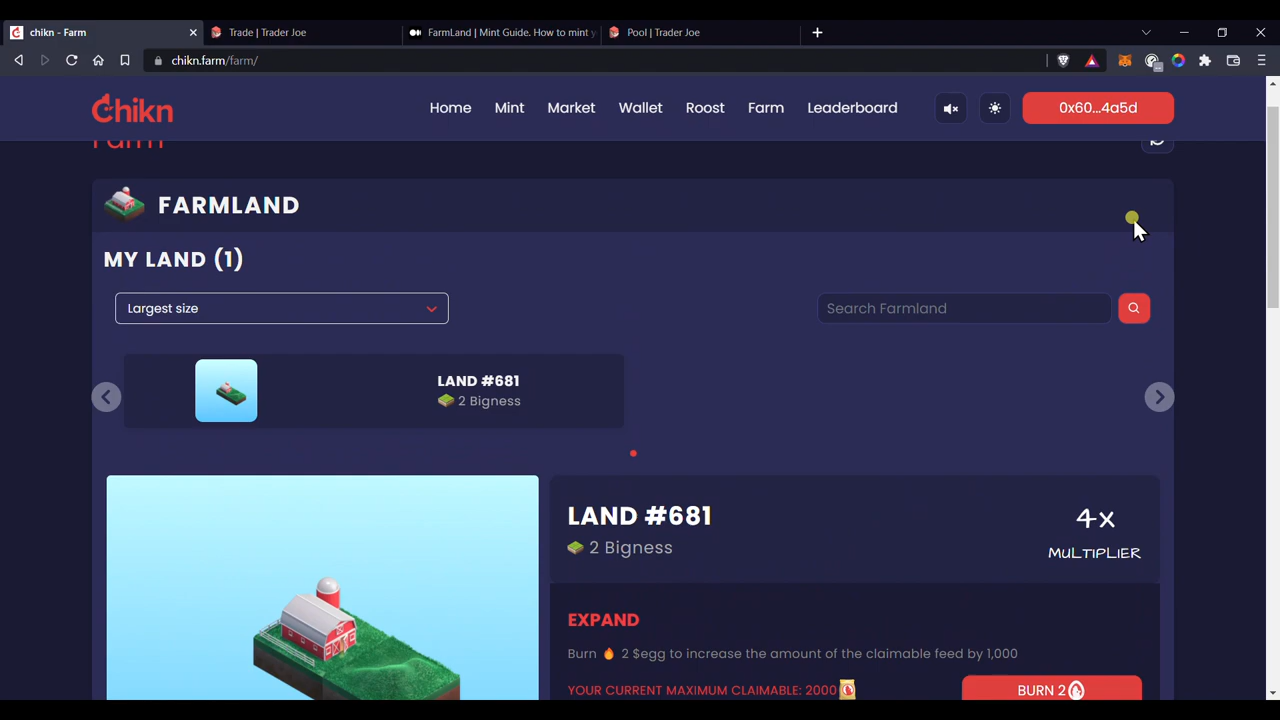 chikn - Farm
Trade | Trader Joe
FarmLand | Mint Guide. How to mint y
Pool | Trader Joe
chikn.farm/farm/
Chikn
Home
Mint
Market
Wallet
Roost
Farm
Leaderboard
0x60...4a5d
Farm
FARMLAND
MY LAND (1)
Largest size
Search Farmland
LAND #681
2 Bigness
LAND #681
2 Bigness
4x
MULTIPLIER
EXPAND
Burn 🔥 2 $egg to increase the amount of the claimable feed by 1,000
YOUR CURRENT MAXIMUM CLAIMABLE: 2000
BURN 2